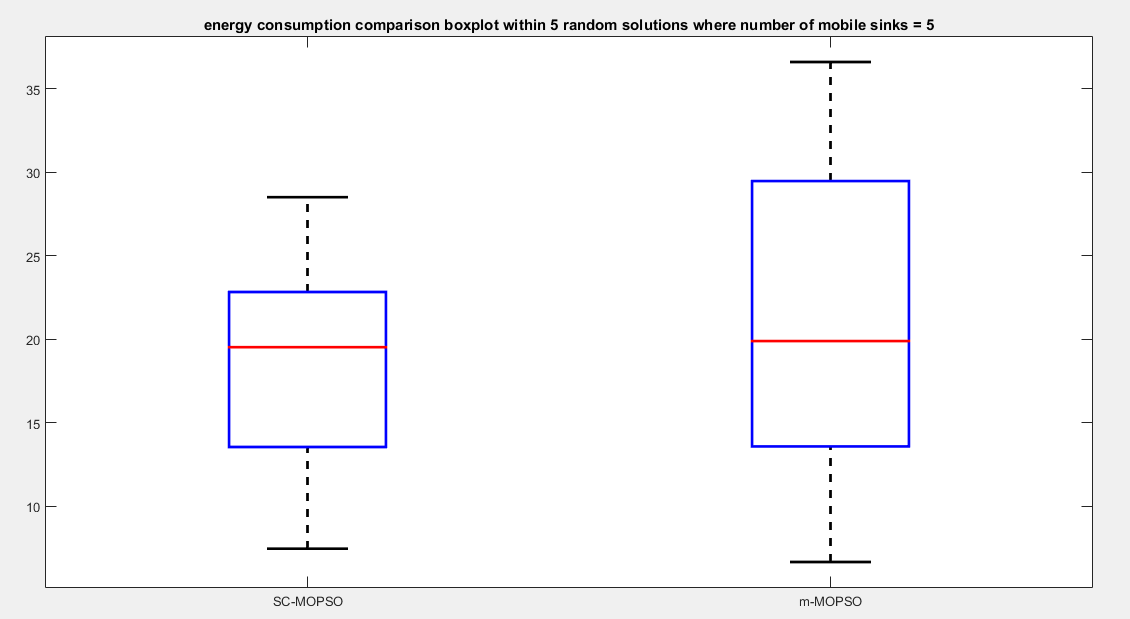 energy consumption comparison boxplot within 5 random solutions where number of mobile sinks = 5
35
30
25
20
15
10
SC-MOPSO
m-MOPSO